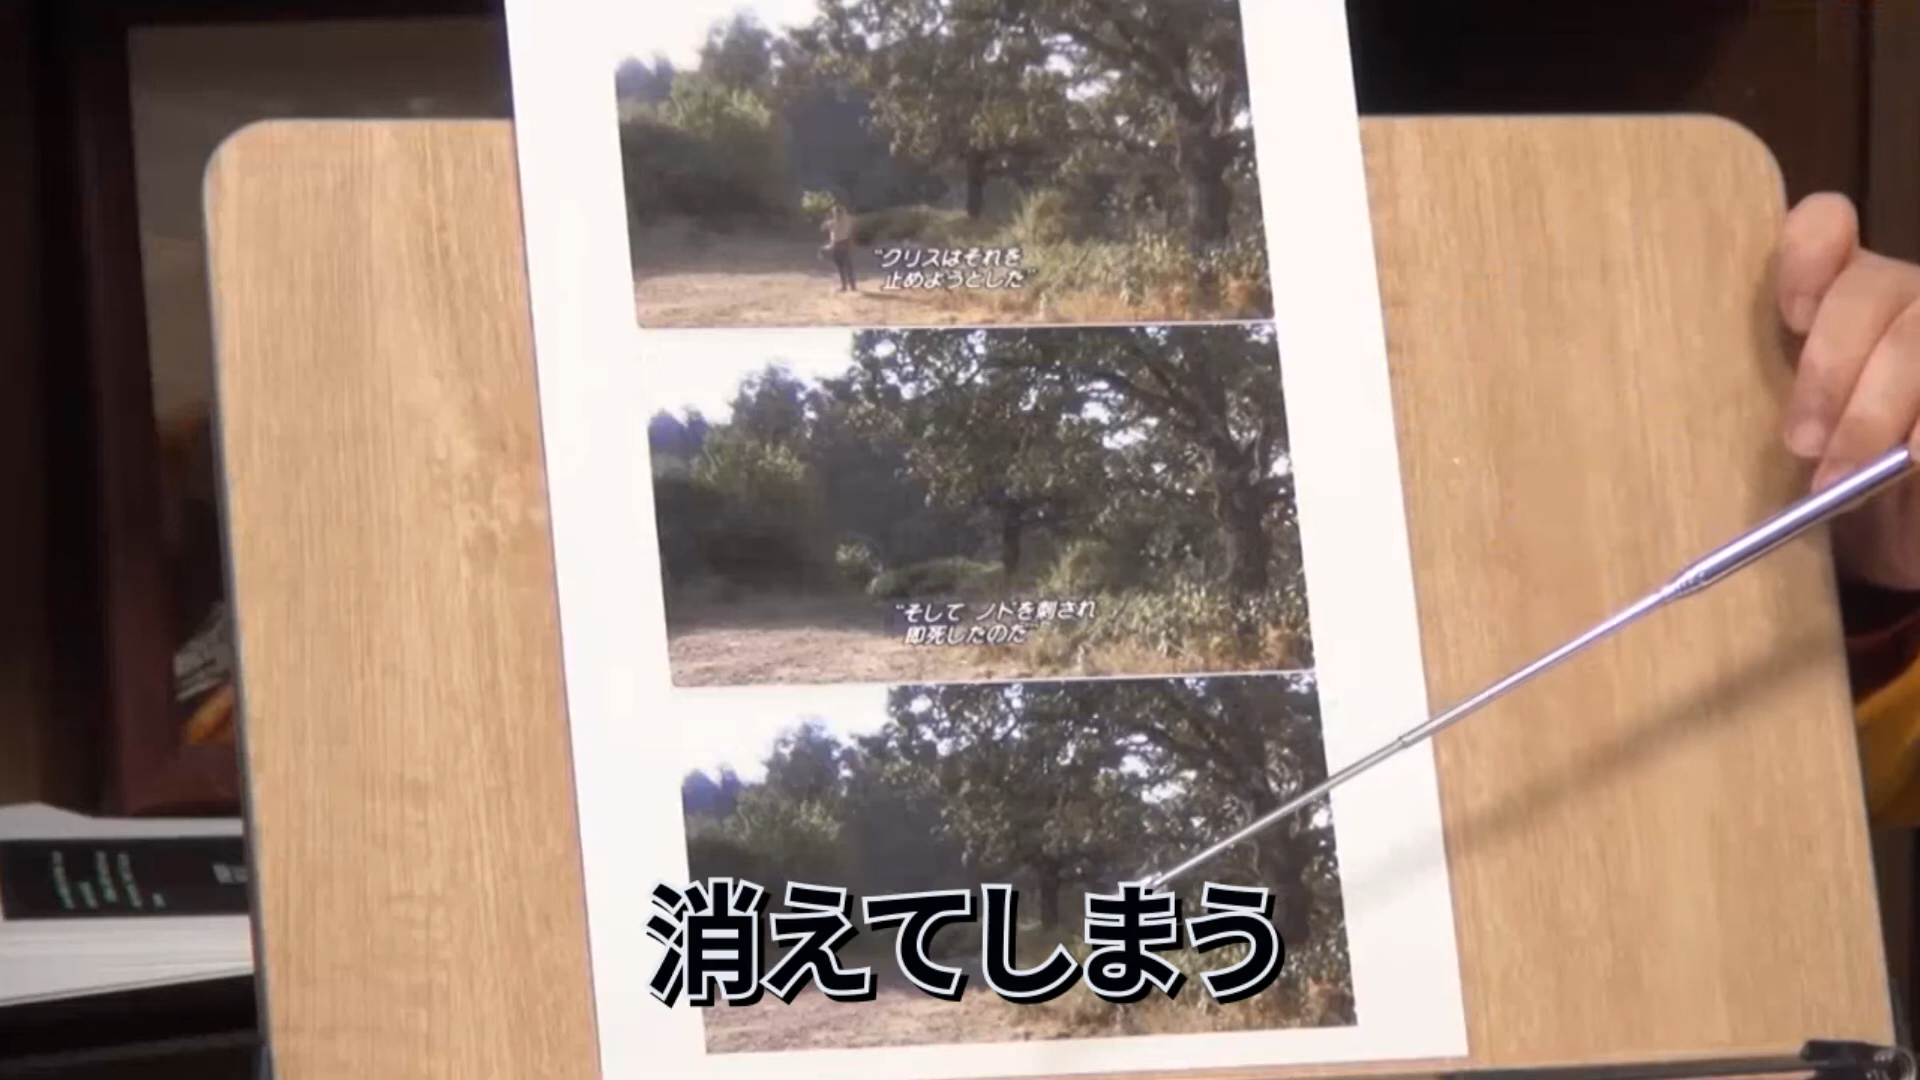 “クリスはそれを
止めようとした”
“そして ノドを刺され
即死したのだ”
消えてしまう